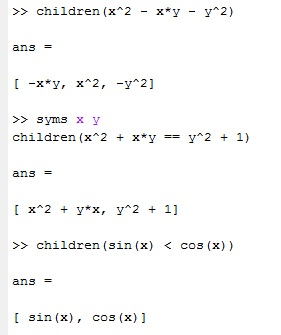 >> children(x^2 - x*y - y^2)
ans =
[ -x*y, x^2, -y^2]
>> syms x y
children(x^2 + x*y == y^2 + 1)
ans =
[ x^2 + y*x, y^2 + 1]
>> children(sin(x) < cos(x))
ans =
[ sin(x), cos(x)]